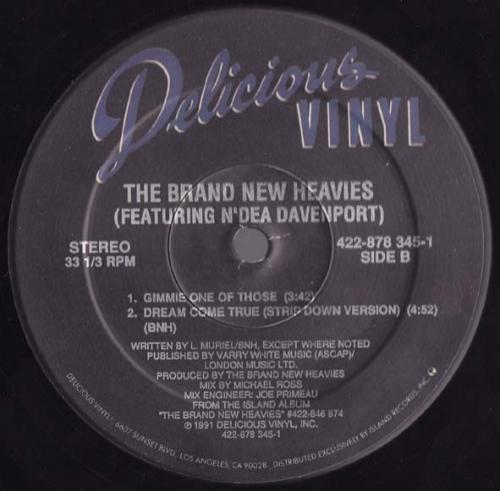 Delicious
VINYL
THE BRAND NEW HEAVIES
(FEATURING N'DEA DAVENPORT)
STEREO
33 1/3 RPM
422-878 345-1
SIDE B
1. GIMMIE ONE OF THOSE (3:42)
2. DREAM COME TRUE (STRIP DOWN VERSION) (4:52)
(BNH)
WRITTEN BY L. MURIEL/BNH, EXCEPT WHERE NOTED
PUBLISHED BY VARRY WHITE MUSIC (ASCAP)/
LONDON MUSIC LTD.
PRODUCED BY THE BRAND NEW HEAVIES
MIX BY MICHAEL ROSS
MIX ENGINEER: JOE PRIMEAU
FROM THE ISLAND ALBUM
"THE BRAND NEW HEAVIES" #422-846 874
℗1991 DELICIOUS VINYL, INC.
422-878 345-1
DELICIOUS VINYL - 6607 SUNSET BLVD., LOS ANGELES, CA 90028 . DISTRIBUTED EXCLUSIVELY BY ISLAND RECORDS, INC.